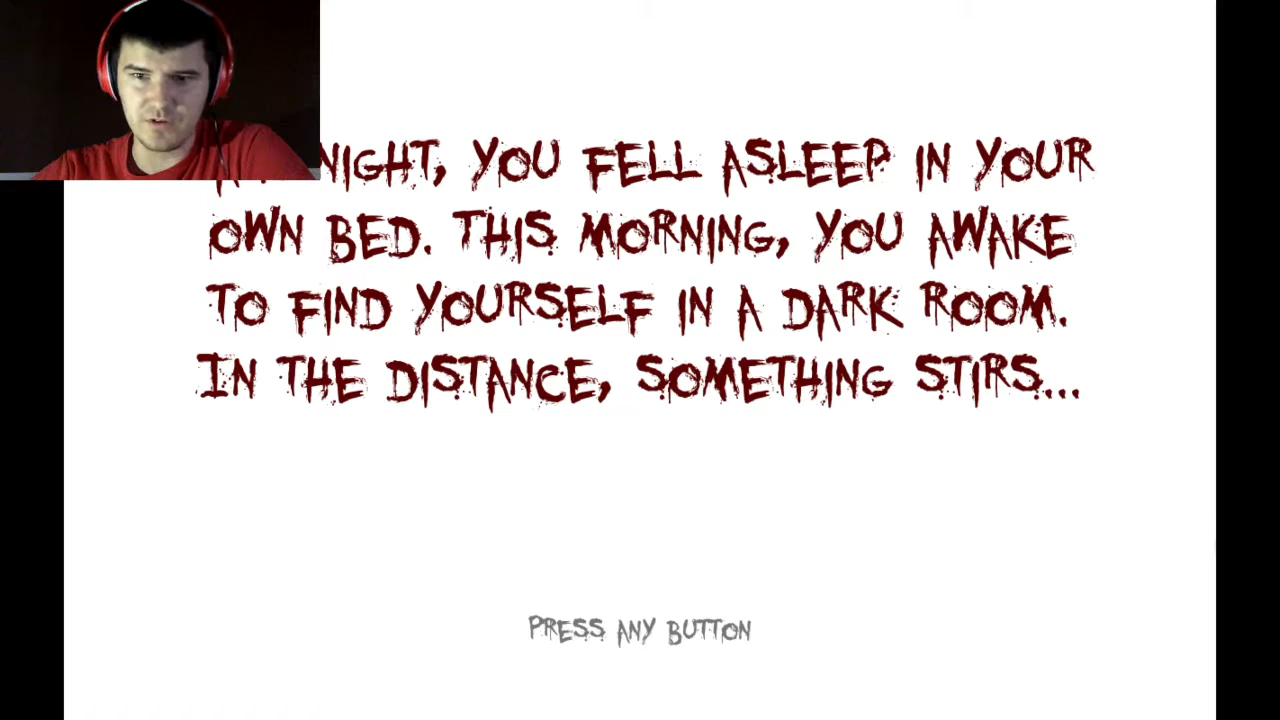 NIGHT, YOU FELL ASLEEP IN YOUR
OWN BED. THIS MORNING, YOU AWAKE
TO FIND YOURSELF IN A DARK ROOM.
IN THE DISTANCE, SOMETHING STIRS...
PRESS ANY BUTTON